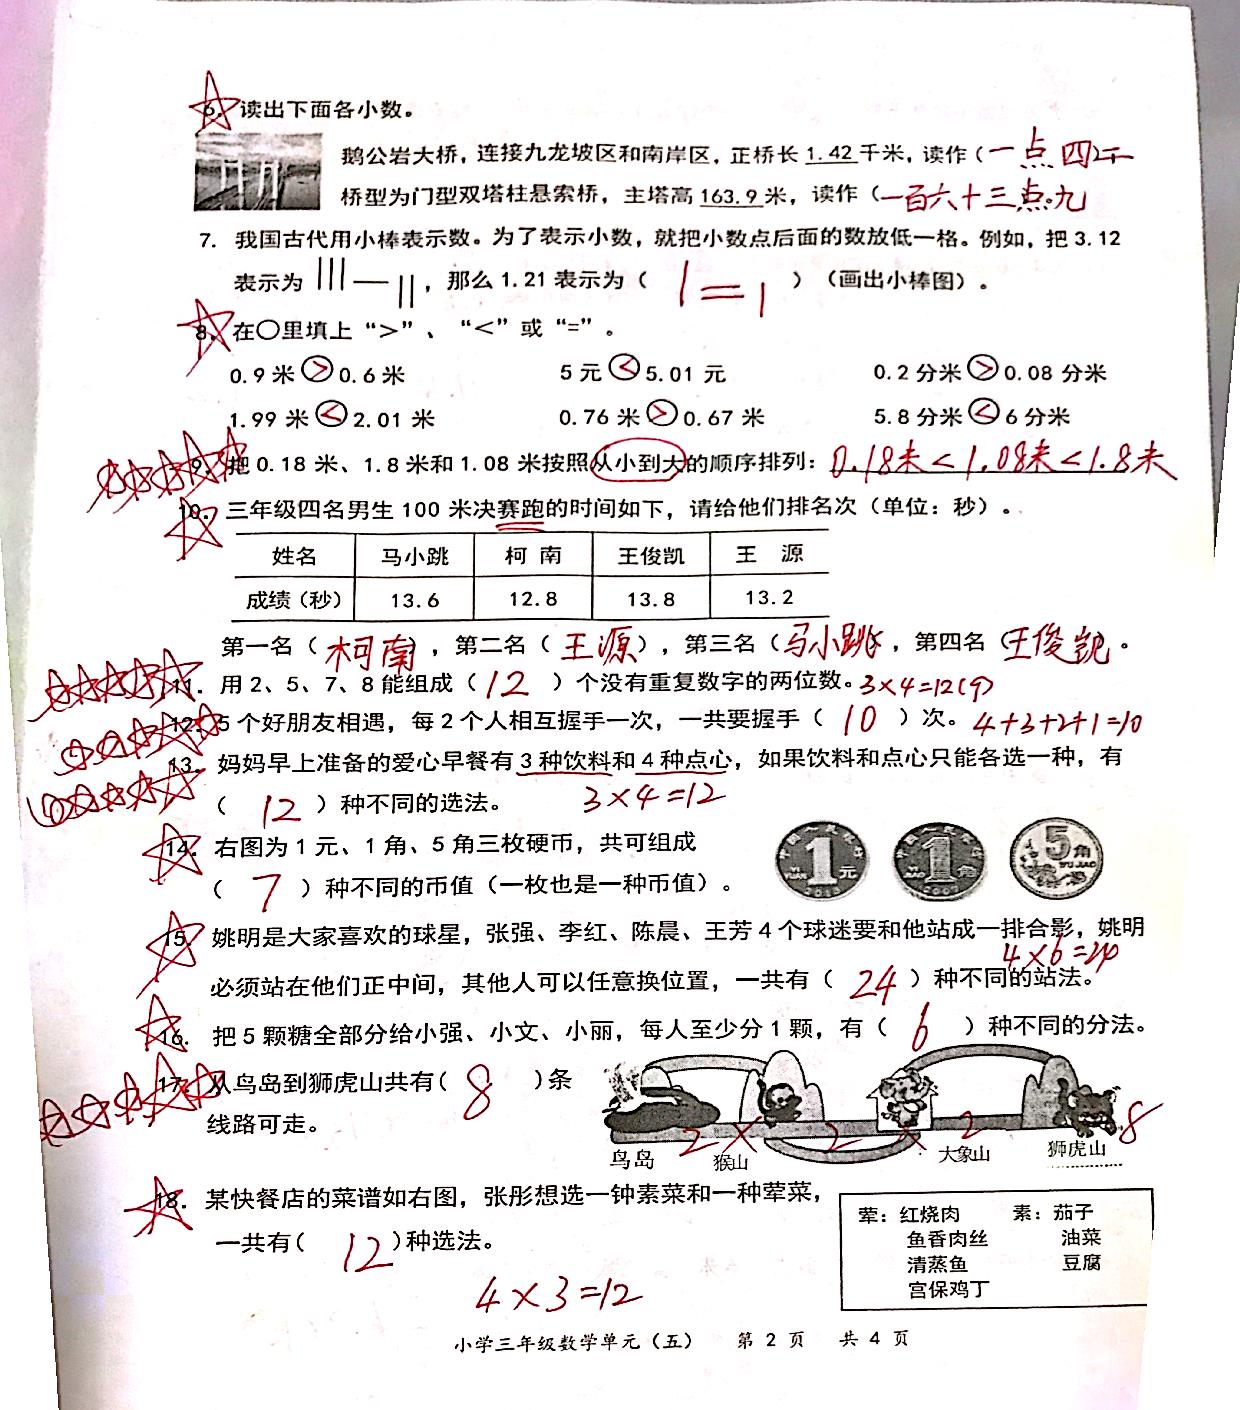 6. 读出下面各小数。
鹅公岩大桥，连接九龙坡区和南岸区，正桥长 1.42 千米，读作（一点四二
桥型为门型双塔柱悬索桥，主塔高 163.9 米，读作（一百六十三点九
7. 我国古代用小棒表示数。为了表示小数，就把小数点后面的数放低一格。例如，把 3.12
表示为 |||—||，那么 1.21 表示为（ |=| ）（画出小棒图）。
8. 在○里填上“>”、“<”或“=”。
0.9 米 > 0.6 米 5 元 < 5.01 元 0.2 分米 > 0.08 分米
1.99 米 < 2.01 米 0.76 米 > 0.67 米 5.8 分米 < 6 分米
9. 把 0.18 米、1.8 米和 1.08 米按照从小到大的顺序排列：0.18米<1.08米<1.8米
10. 三年级四名男生 100 米决赛跑的时间如下，请给他们排名次（单位：秒）。
姓名 马小跳 柯南 王俊凯 王源
成绩（秒） 13.6 12.8 13.8 13.2
第一名（柯南），第二名（王源），第三名（马小跳，第四名（王俊凯。
11. 用 2、5、7、8 能组成（12）个没有重复数字的两位数。3×4=12(个)
12. 5 个好朋友相遇，每 2 个人相互握手一次，一共要握手（10）次。4+3+2+1=10
13. 妈妈早上准备的爱心早餐有 3 种饮料和 4 种点心，如果饮料和点心只能各选一种，有
（12）种不同的选法。 3×4=12
14. 右图为 1 元、1 角、5 角三枚硬币，共可组成
（7）种不同的币值（一枚也是一种币值）。
1 元 1 角 5 角 WU JIAO
15. 姚明是大家喜欢的球星，张强、李红、陈晨、王芳 4 个球迷要和他站成一排合影，姚明
4×6=24
必须站在他们正中间，其他人可以任意换位置，一共有（24）种不同的站法。
16. 把 5 颗糖全部分给小强、小文、小丽，每人至少分 1 颗，有（6）种不同的分法。
17. 从鸟岛到狮虎山共有（8）条
线路可走。
2 × 2 × 2 8
鸟岛 猴山 大象山 狮虎山
18. 某快餐店的菜谱如右图，张彤想选一钟素菜和一种荤菜，
一共有（12）种选法。
4×3=12
荤：红烧肉 素：茄子
鱼香肉丝 油菜
清蒸鱼 豆腐
宫保鸡丁
小学三年级数学单元（五） 第 2 页 共 4 页